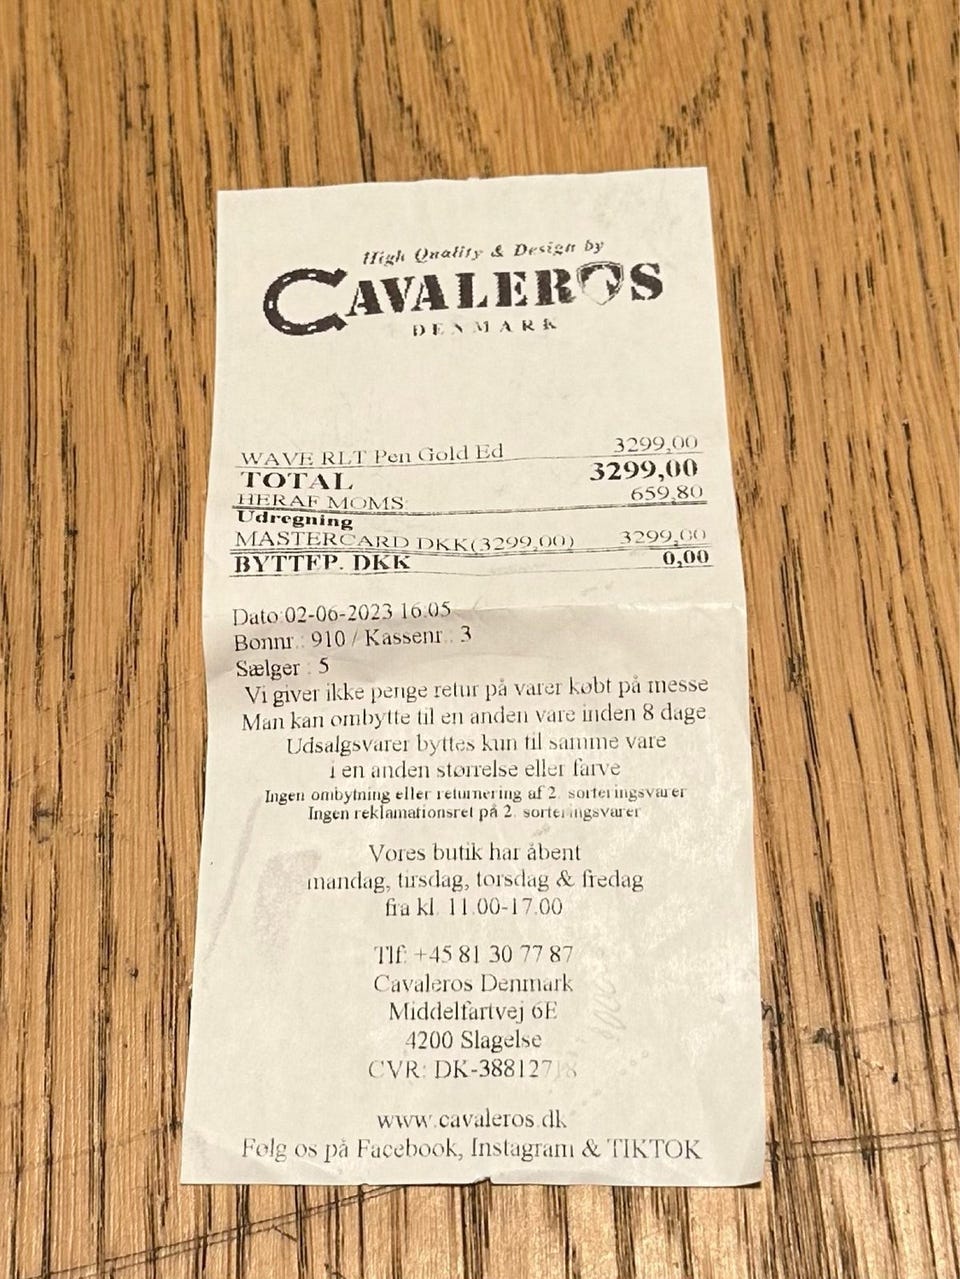 High Quality & Design by
CAVALEROS
DENMARK
WAVE RLT Pen Gold Ed 3299,00
TOTAL 3299,00
HERAF MOMS 659,80
Udregning
MASTERCARD DKK(3299,00) 3299,00
BYTTEP. DKK 0,00
Dato:02-06-2023 16:05
Bonnr.: 910 / Kassenr.: 3
Sælger : 5
Vi giver ikke penge retur på varer købt på messe
Man kan ombytte til en anden vare inden 8 dage
Udsalgsvarer byttes kun til samme vare
i en anden størrelse eller farve
Ingen ombytning eller returnering af 2. sorteringsvarer
Ingen reklamationsret på 2. sorteringsvarer
Vores butik har åbent
mandag, tirsdag, torsdag & fredag
fra kl. 11.00-17.00
Tlf: +45 81 30 77 87
Cavaleros Denmark
Middelfartvej 6E
4200 Slagelse
CVR: DK-38812718
www.cavaleros.dk
Følg os på Facebook, Instagram & TIKTOK